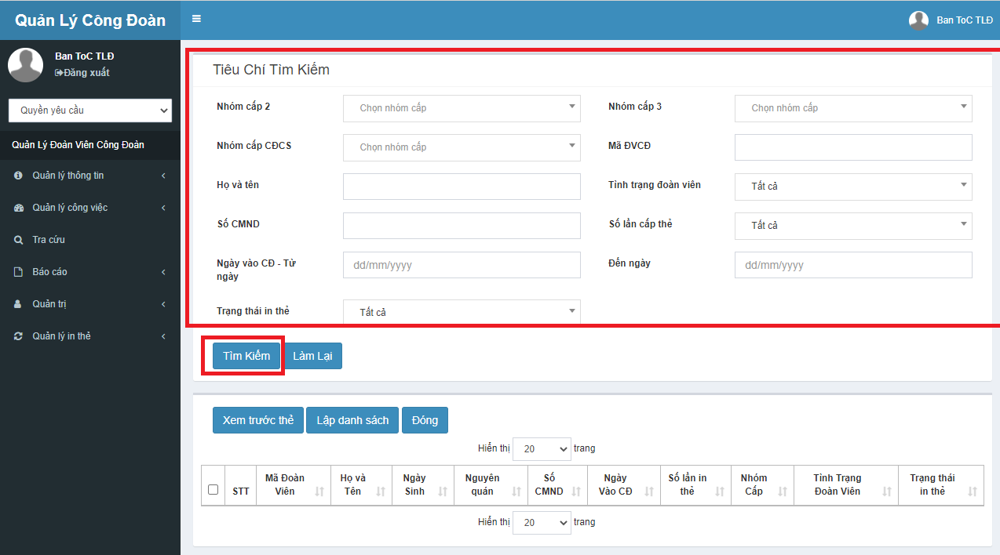 Quản Lý Công Đoàn
Ban ToC TLĐ
Ban ToC TLĐ
Đăng xuất
Quyền yêu cầu
Quản Lý Đoàn Viên Công Đoàn
Quản lý thông tin
Quản lý công việc
Tra cứu
Báo cáo
Quản trị
Quản lý in thẻ
Tiêu Chí Tìm Kiếm
Nhóm cấp 2
Chọn nhóm cấp
Nhóm cấp 3
Chọn nhóm cấp
Nhóm cấp CĐCS
Chọn nhóm cấp
Mã ĐVCĐ
Họ và tên
Tình trạng đoàn viên
Tất cả
Số CMND
Số lần cấp thẻ
Tất cả
Ngày vào CĐ - Từ
ngày
dd/mm/yyyy
Đến ngày
dd/mm/yyyy
Trạng thái in thẻ
Tất cả
Tìm Kiếm
Làm Lại
Xem trước thẻ
Lập danh sách
Đóng
Hiển thị 20 trang
STT
Mã Đoàn
Viên
Họ và
Tên
Ngày
Sinh
Nguyên
quán
Số
CMND
Ngày
Vào CĐ
Số lần in
thẻ
Nhóm
Cấp
Tình Trạng
Đoàn Viên
Trạng thái
in thẻ
Hiển thị 20 trang